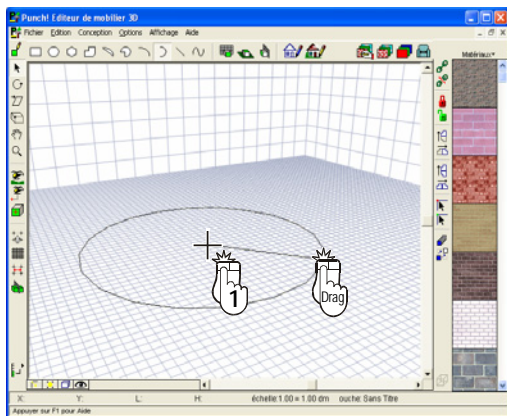 Punch! Editeur de mobilier 3D
Fichier Edition Conception Options Affichage Aide
Matériaux
1
Drag
X: Y: L: H: échelle:1.00 = 1.00 dm ouche: Sans Titre
Appuyer sur F1 pour Aide